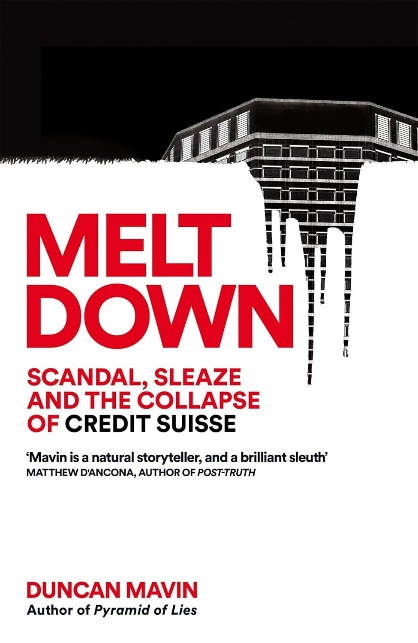 MELT
DOWN
SCANDAL, SLEAZE
AND THE COLLAPSE
OF CREDIT SUISSE
‘Mavin is a natural storyteller, and a brilliant sleuth’
MATTHEW D'ANCONA, AUTHOR OF POST-TRUTH
DUNCAN MAVIN
Author of Pyramid of Lies